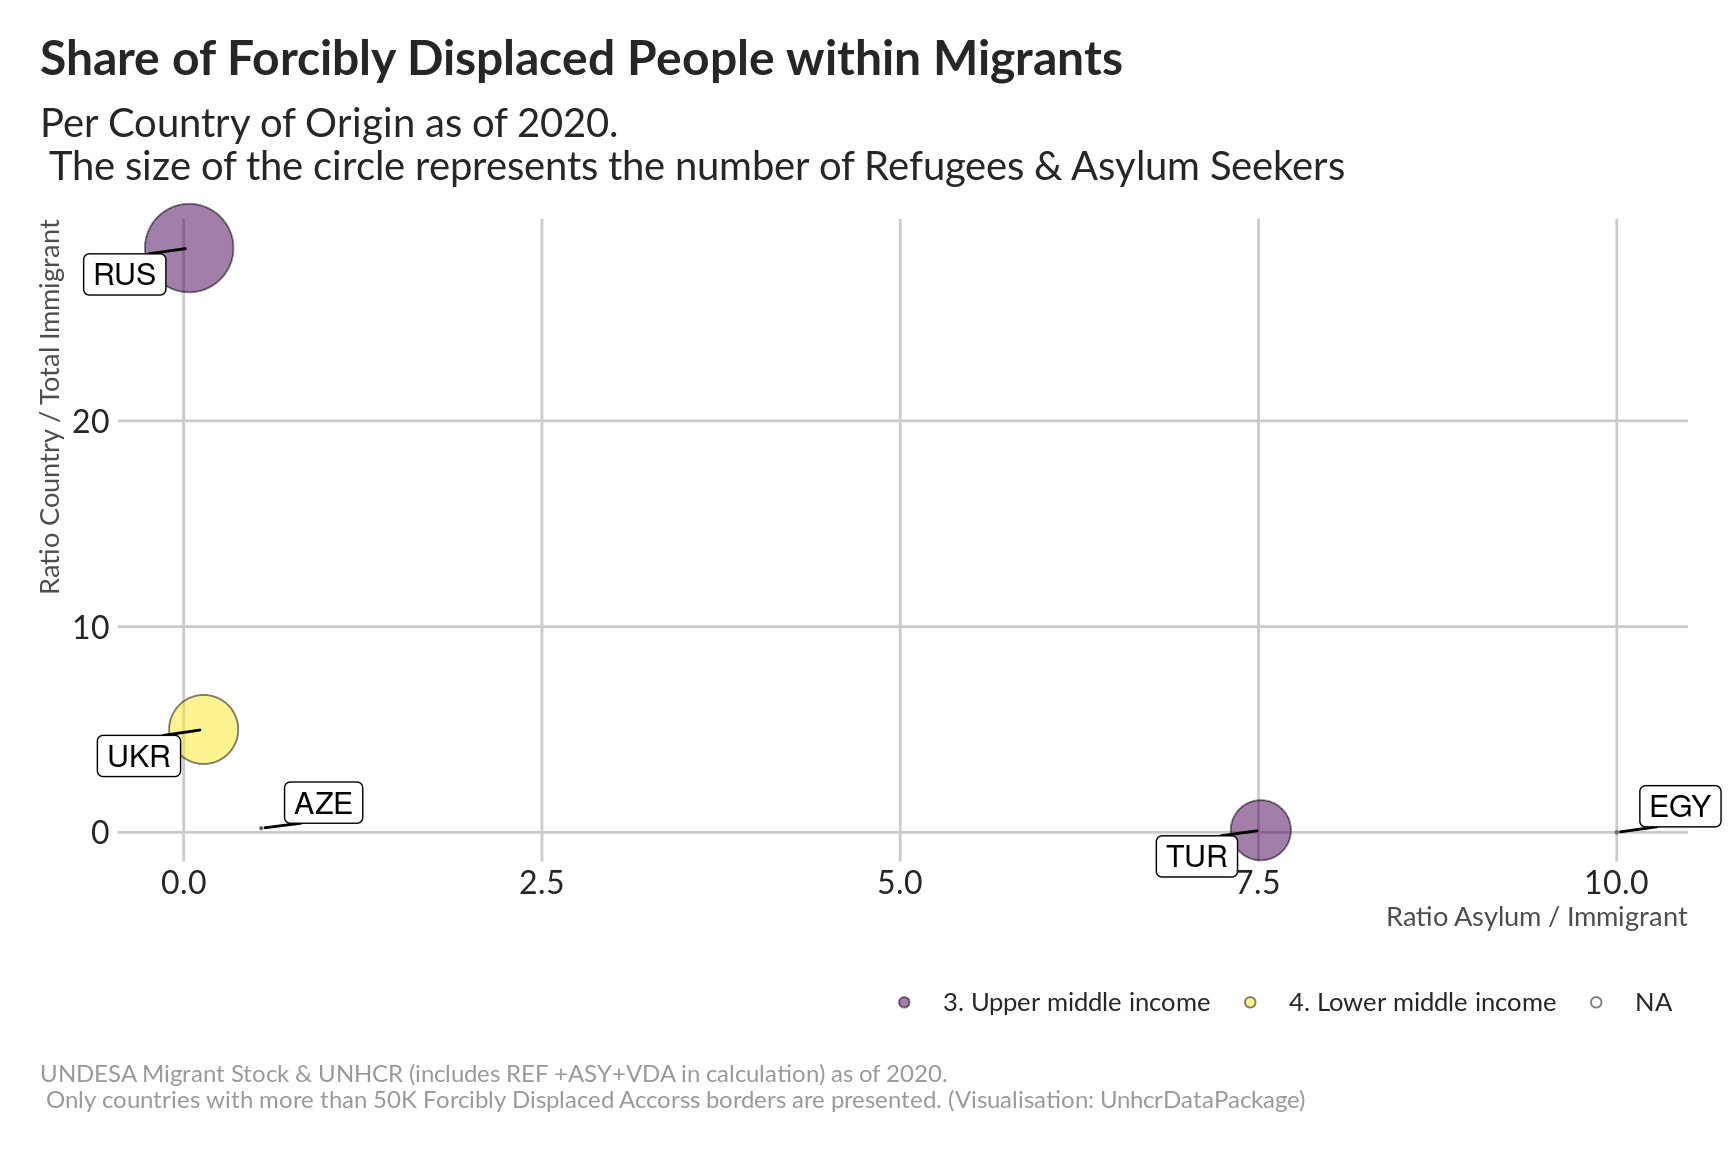 Share of Forcibly Displaced People within Migrants
Per Country of Origin as of 2020.
The size of the circle represents the number of Refugees & Asylum Seekers
Ratio Country / Total Immigrant
RUS
20
10
UKR
AZE
EGY
0
TUR
0.0 2.5 5.0 7.5 10.0
Ratio Asylum / Immigrant
3. Upper middle income 4. Lower middle income NA
UNDESA Migrant Stock & UNHCR (includes REF +ASY+VDA in calculation) as of 2020.
Only countries with more than 50K Forcibly Displaced Accorss borders are presented. (Visualisation: UnhcrDataPackage)